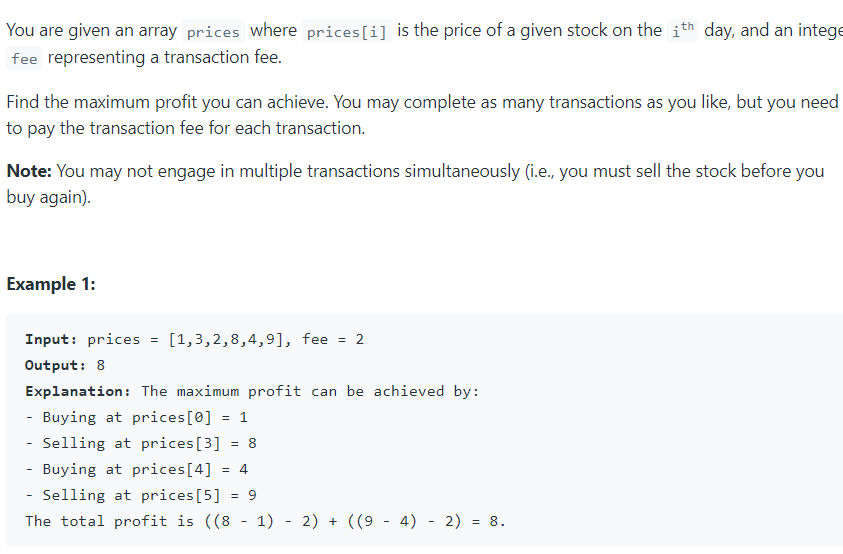 You are given an array prices where prices[i] is the price of a given stock on the ith day, and an intege
fee representing a transaction fee.
Find the maximum profit you can achieve. You may complete as many transactions as you like, but you need
to pay the transaction fee for each transaction.
Note: You may not engage in multiple transactions simultaneously (i.e., you must sell the stock before you
buy again).
Example 1:
Input: prices = [1,3,2,8,4,9], fee = 2
Output: 8
Explanation: The maximum profit can be achieved by:
- Buying at prices[0] = 1
- Selling at prices[3] = 8
- Buying at prices[4] = 4
- Selling at prices[5] = 9
The total profit is ((8 - 1) - 2) + ((9 - 4) - 2) = 8.